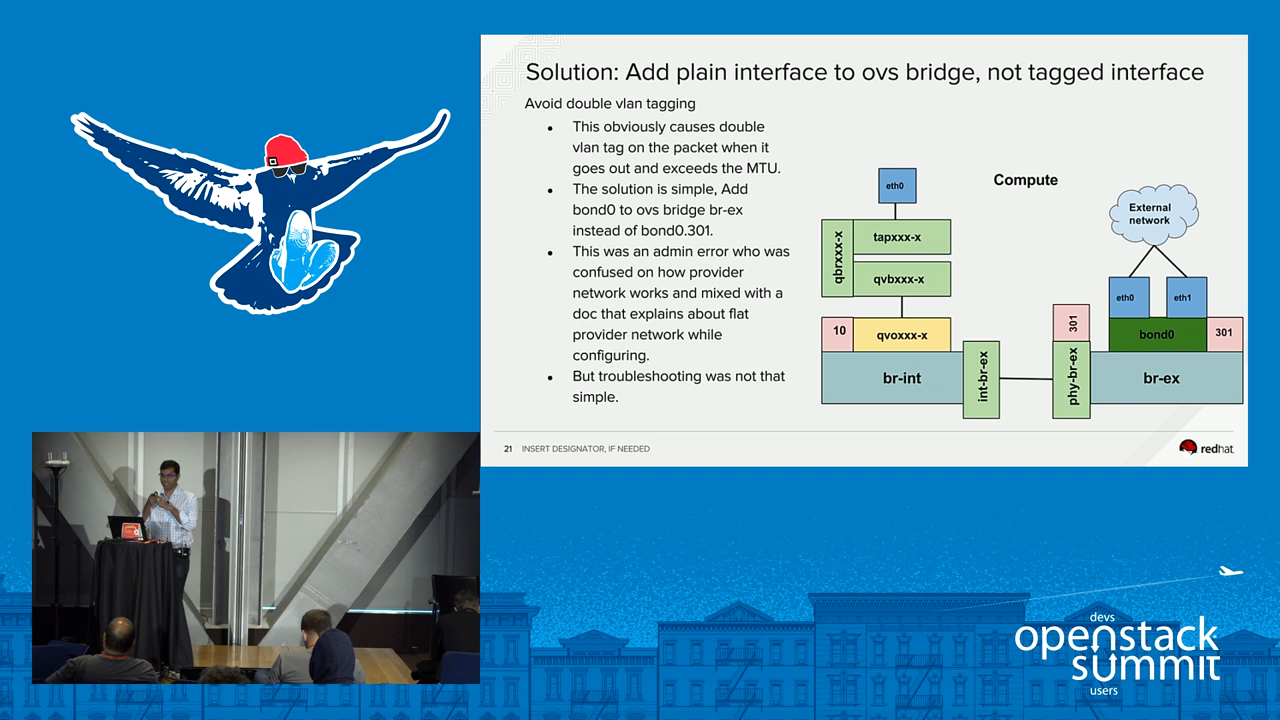 Solution: Add plain interface to ovs bridge, not tagged interface
Avoid double vlan tagging
• This obviously causes double
vlan tag on the packet when it
goes out and exceeds the MTU.
• The solution is simple, Add
bond0 to ovs bridge br-ex
instead of bond0.301.
• This was an admin error who was
confused on how provider
network works and mixed with a
doc that explains about flat
provider network while
configuring.
• But troubleshooting was not that
simple.
Compute
eth0
qbrxxx-x
tapxxx-x
qvbxxx-x
10
qvoxxx-x
br-int
int-br-ex
External
network
eth0
eth1
301
bond0
301
phy-br-ex
br-ex
21 INSERT DESIGNATOR, IF NEEDED
redhat
devs
openstack
summit
users